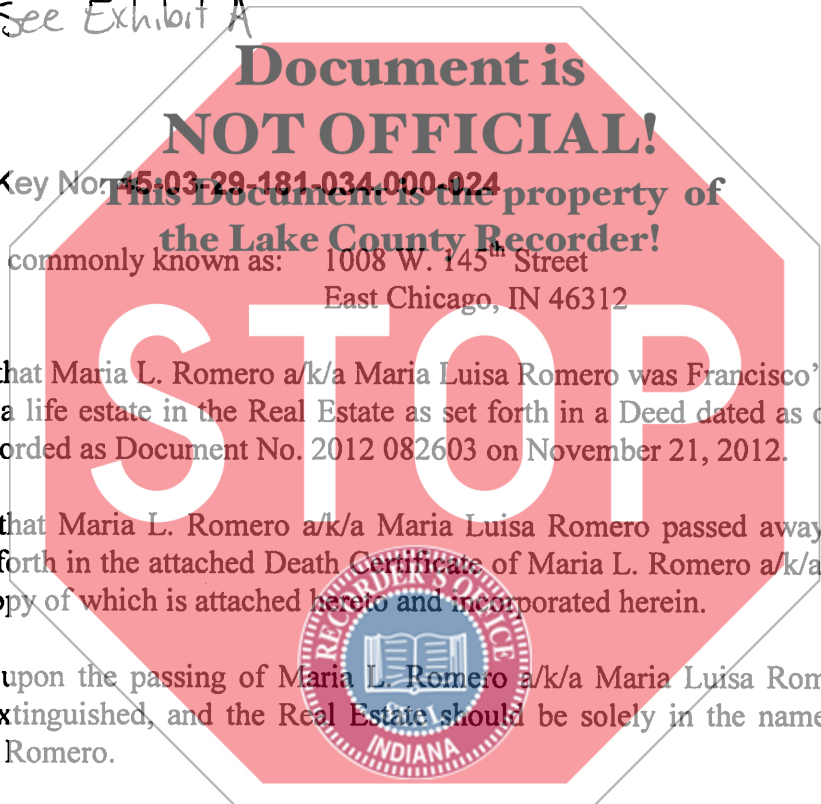 See Exhibit A
Document is
NOT OFFICIAL!
Key No. 45-03-29-181-034-000-024
This Document is the property of
the Lake County Recorder!
commonly known as: 1008 W. 145th Street
East Chicago, IN 46312
STOP
that Maria L. Romero a/k/a Maria Luisa Romero was Francisco'
a life estate in the Real Estate as set forth in a Deed dated as o
orded as Document No. 2012 082603 on November 21, 2012.
that Maria L. Romero a/k/a Maria Luisa Romero passed away
forth in the attached Death Certificate of Maria L. Romero a/k/a
opy of which is attached hereto and incorporated herein.
RECORDER'S OFFICE
upon the passing of Maria L. Romero a/k/a Maria Luisa Rom
xtinguished, and the Real Estate should be solely in the name
INDIANA
Romero.